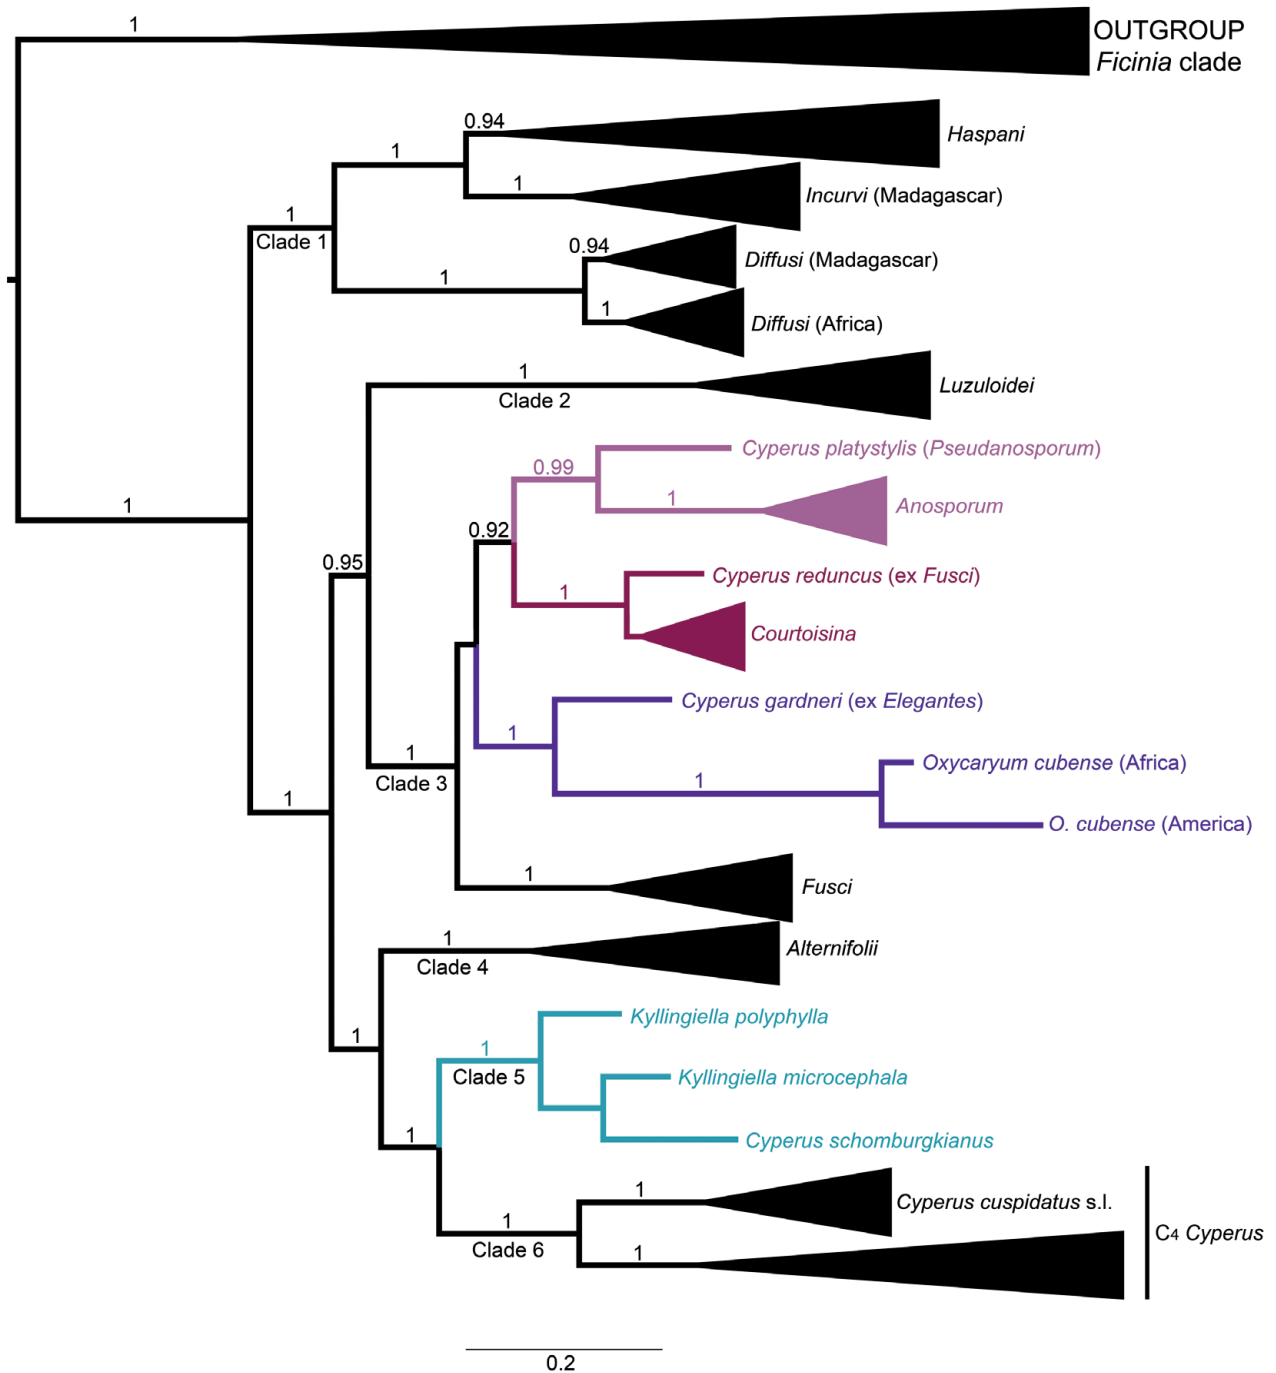 1
OUTGROUP
Ficinia clade
0.94
Haspani
1
1
Incurvi (Madagascar)
1
Clade 1
0.94
Diffusi (Madagascar)
1
1
Diffusi (Africa)
1
Luzuloidei
Clade 2
Cyperus platystylis (Pseudanosporum)
0.99
1
Anosporum
1
0.92
0.95
Cyperus reduncus (ex Fusci)
1
Courtoisina
Cyperus gardneri (ex Elegantes)
1
1
Clade 3
Oxycaryum cubense (Africa)
1
O. cubense (America)
1
1
Fusci
1
Alternifolii
Clade 4
Kyllingiella polyphylla
1
1
Clade 5
Kyllingiella microcephala
1
Cyperus schomburgkianus
1
Cyperus cuspidatus s.l.
1
Clade 6
1
C4 Cyperus
0.2